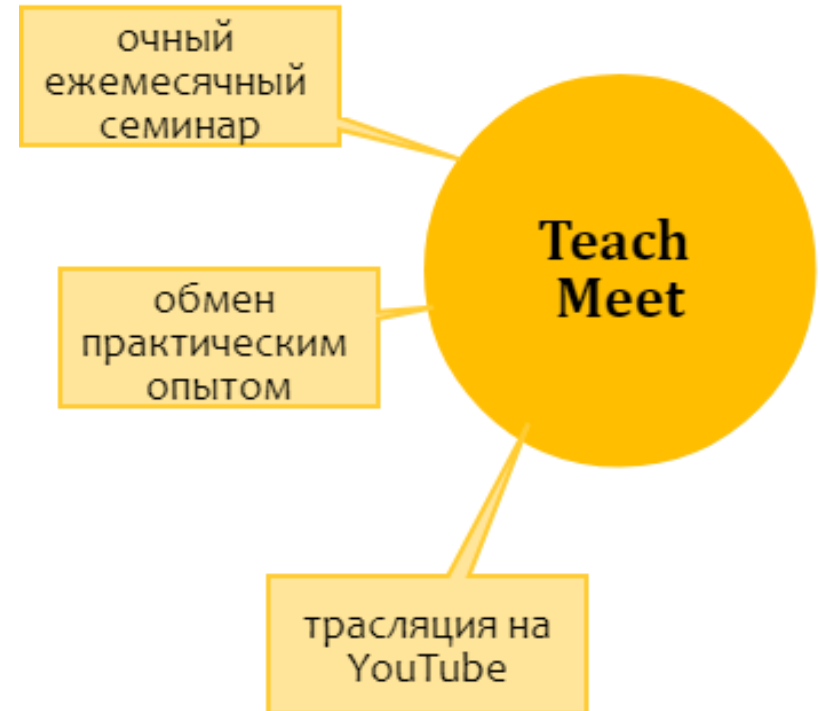 очный
ежемесячный
семинар
Teach
Meet
обмен
практическим
опытом
трасляция на
YouTube